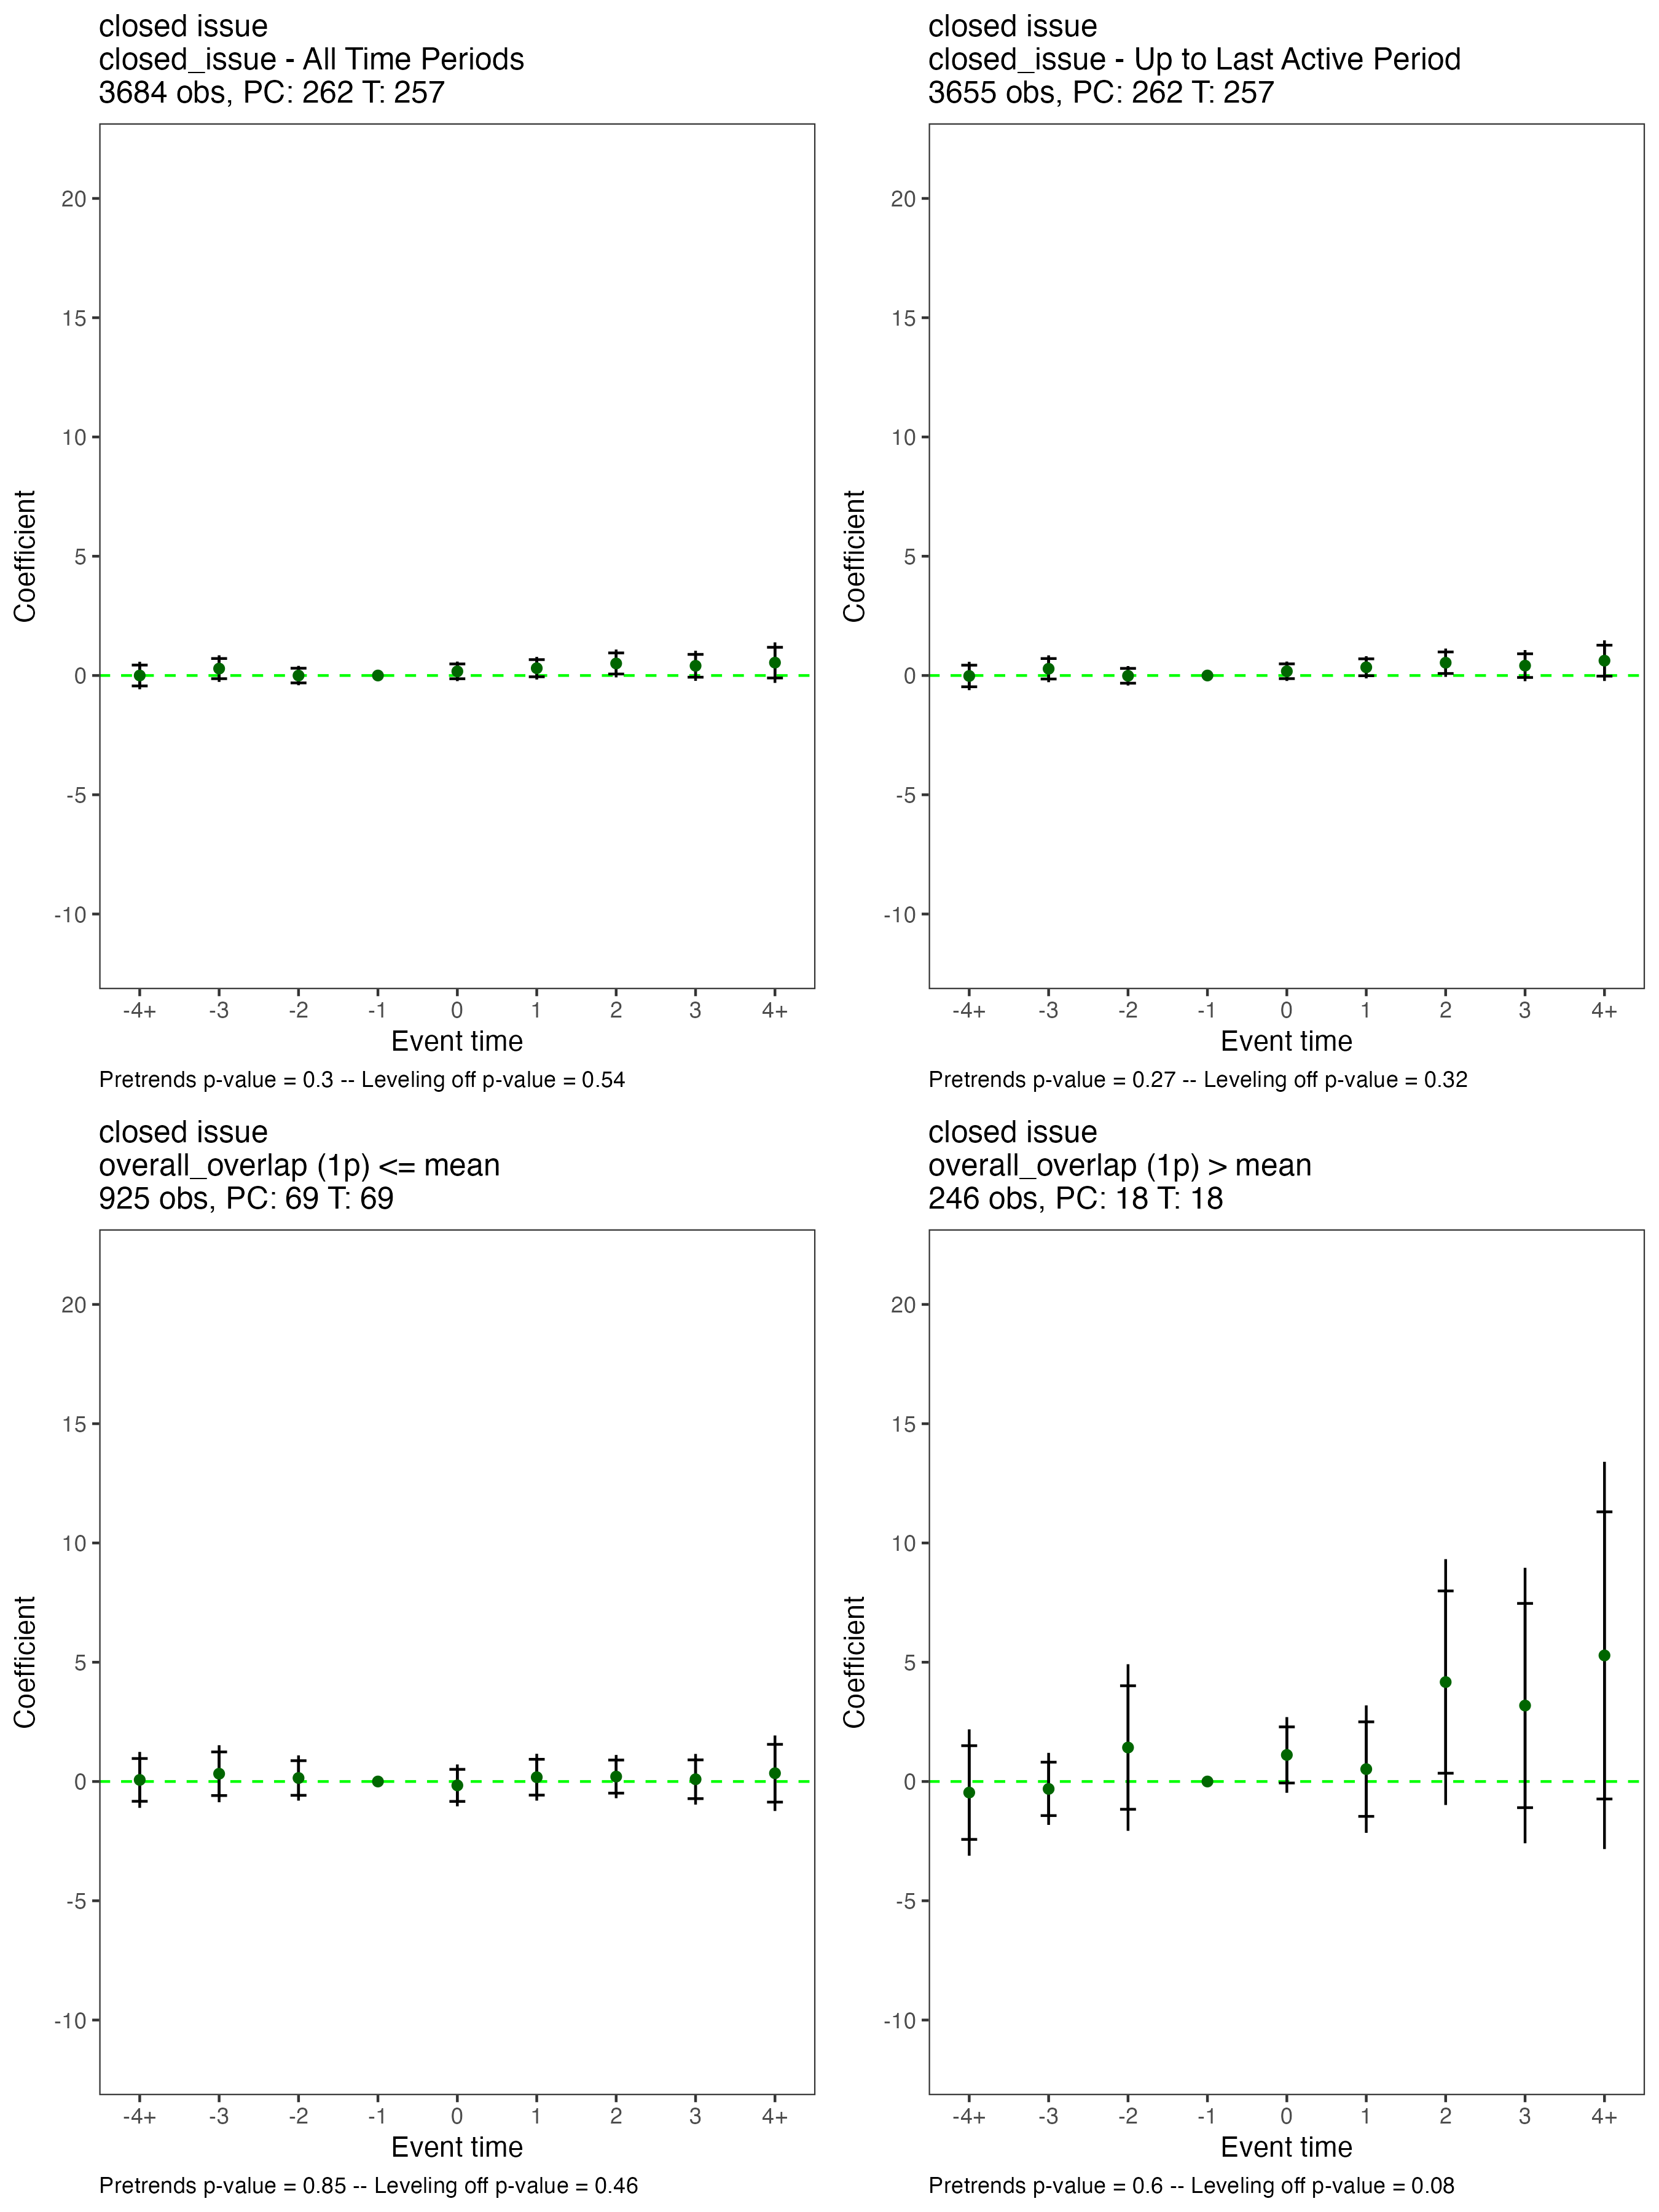 closed issue
closed_issue - All Time Periods
3684 obs, PC: 262 T: 257
Coefficient
20
15
10
5
0
-5
-10
-4+ -3 -2 -1 0 1 2 3 4+
Event time
Pretrends p-value = 0.3 -- Leveling off p-value = 0.54
closed issue
closed_issue - Up to Last Active Period
3655 obs, PC: 262 T: 257
Coefficient
20
15
10
5
0
-5
-10
-4+ -3 -2 -1 0 1 2 3 4+
Event time
Pretrends p-value = 0.27 -- Leveling off p-value = 0.32
closed issue
overall_overlap (1p) <= mean
925 obs, PC: 69 T: 69
Coefficient
20
15
10
5
0
-5
-10
-4+ -3 -2 -1 0 1 2 3 4+
Event time
Pretrends p-value = 0.85 -- Leveling off p-value = 0.46
closed issue
overall_overlap (1p) > mean
246 obs, PC: 18 T: 18
Coefficient
20
15
10
5
0
-5
-10
-4+ -3 -2 -1 0 1 2 3 4+
Event time
Pretrends p-value = 0.6 -- Leveling off p-value = 0.08